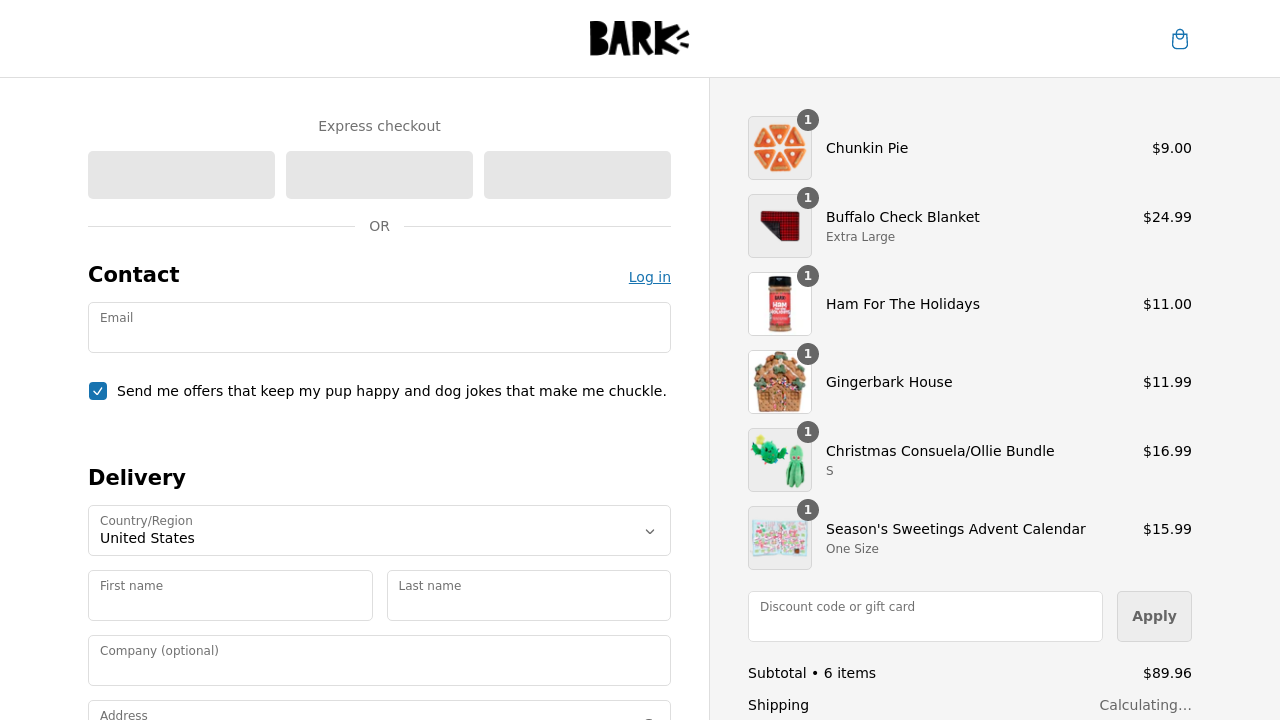 BARK
Express checkout
OR
Contact
Log in
Email
Send me offers that keep my pup happy and dog jokes that make me chuckle.
Delivery
Country/Region
United States
First name
Last name
Company (optional)
Address
1
Chunkin Pie
$9.00
1
Buffalo Check Blanket
$24.99
Extra Large
1
BARK
HAM
Ham For The Holidays
$11.00
1
Gingerbark House
$11.99
1
Christmas Consuela/Ollie Bundle
$16.99
S
1
Season's Sweetings Advent Calendar
$15.99
One Size
Discount code or gift card
Apply
Subtotal • 6 items
$89.96
Shipping
Calculating...